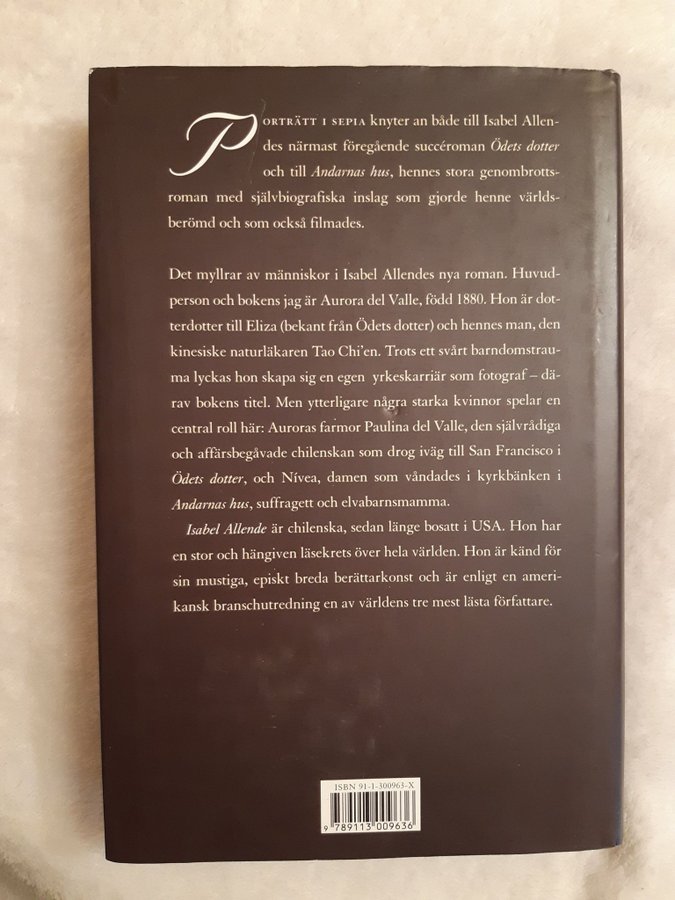 PORTRÄTT I SEPIA knyter an både till Isabel Allen-
des närmast föregående succéroman Ödets dotter
och till Andarnas hus, hennes stora genombrotts-
roman med självbiografiska inslag som gjorde henne världs-
berömd och som också filmades.
Det myllrar av människor i Isabel Allendes nya roman. Huvud-
person och bokens jag är Aurora del Valle, född 1880. Hon är dot-
terdotter till Eliza (bekant från Ödets dotter) och hennes man, den
kinesiske naturläkaren Tao Chi'en. Trots ett svårt barndomstrau-
ma lyckas hon skapa sig en egen yrkeskarriär som fotograf – dä-
rav bokens titel. Men ytterligare några starka kvinnor spelar en
central roll här: Auroras farmor Paulina del Valle, den självrådiga
och affärsbegåvade chilenskan som drog iväg till San Francisco i
Ödets dotter, och Nívea, damen som våndades i kyrkbänken i
Andarnas hus, suffragett och elvabarnsmamma.
Isabel Allende är chilenska, sedan länge bosatt i USA. Hon har
en stor och hängiven läsekrets över hela världen. Hon är känd för
sin mustiga, episkt breda berättarkonst och är enligt en ameri-
kansk branschutredning en av världens tre mest lästa författare.
ISBN 91-1-300963-X
9 789113 009636